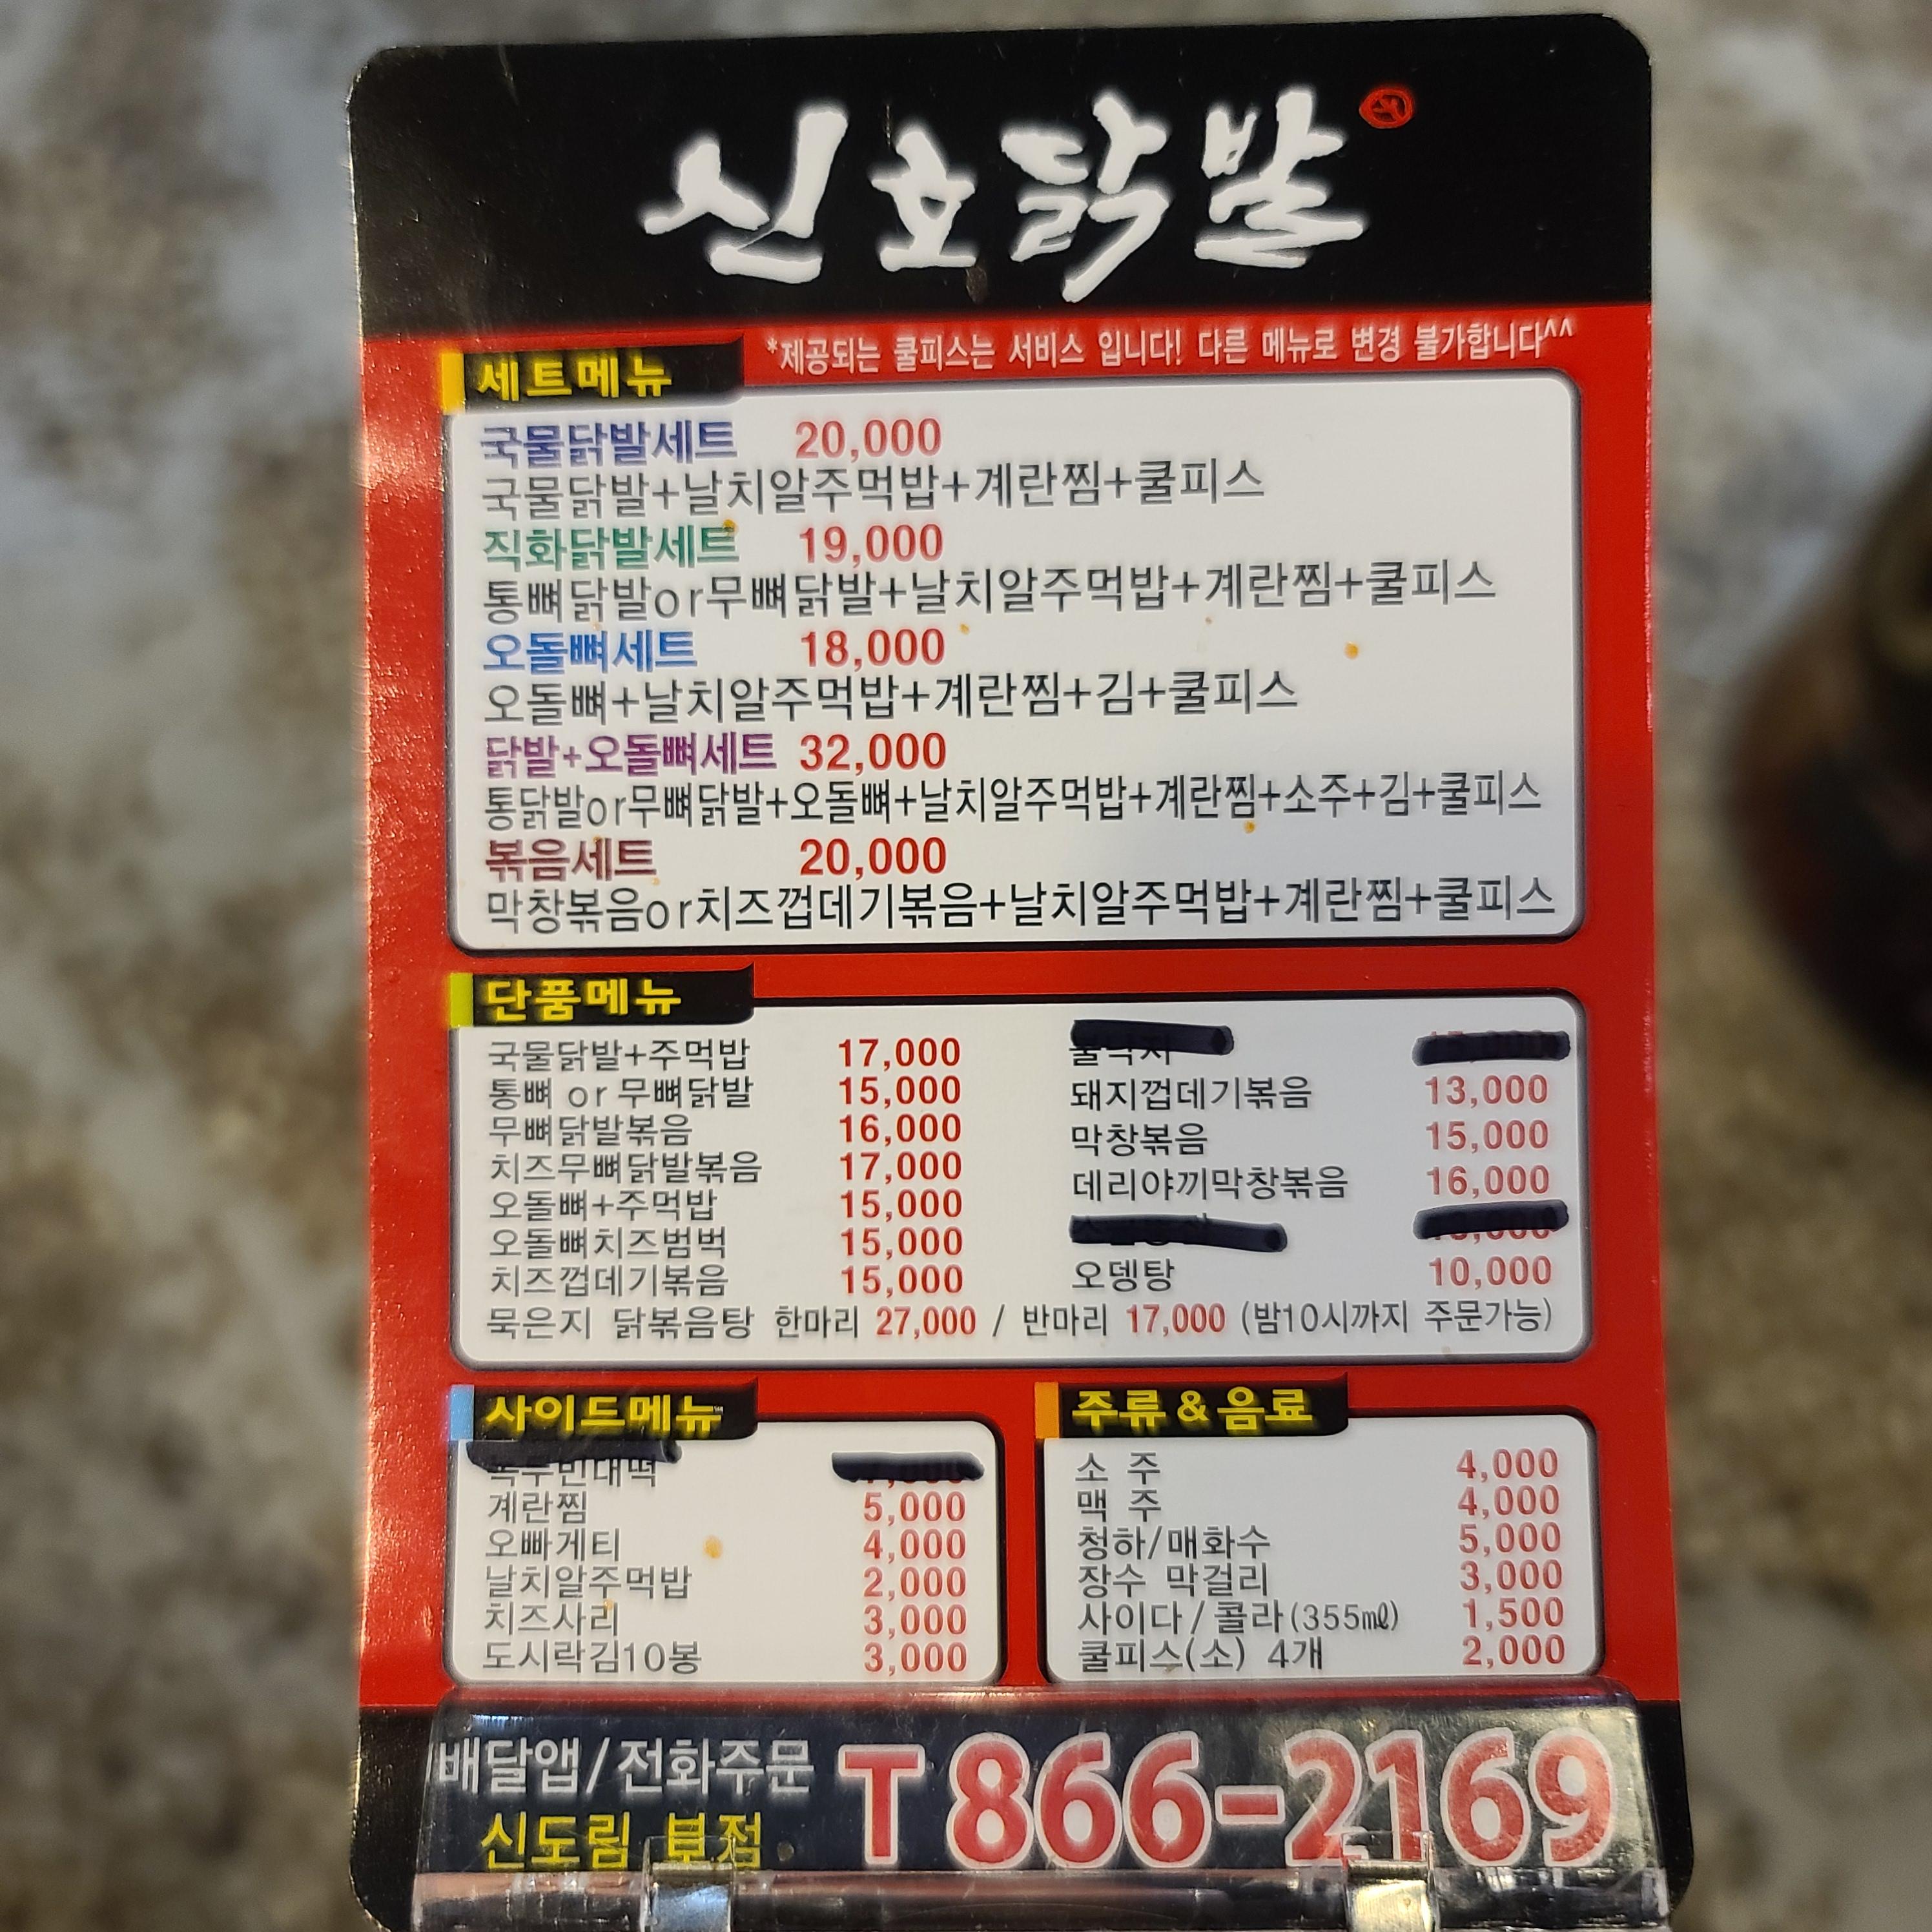 신호닭발
*제공되는 쿨피스는 서비스 입니다! 다른 메뉴로 변경 불가합니다^^
세트메뉴
국물닭발세트 20,000
국물닭발+날치알주먹밥+계란찜+쿨피스
직화닭발세트 19,000
통뼈닭발or무뼈닭발+날치알주먹밥+계란찜+쿨피스
오돌뼈세트 18,000
오돌뼈+날치알주먹밥+계란찜+김+쿨피스
닭발+오돌뼈세트 32,000
통닭발or무뼈닭발+오돌뼈+날치알주먹밥+계란찜+소주+김+쿨피스
볶음세트 20,000
막창볶음or치즈껍데기볶음+날치알주먹밥+계란찜+쿨피스
단품메뉴
국물닭발+주먹밥 17,000
통뼈 or 무뼈닭발 15,000
무뼈닭발볶음 16,000
치즈무뼈닭발볶음 17,000
오돌뼈+주먹밥 15,000
오돌뼈치즈범벅 15,000
치즈껍데기볶음 15,000
돼지껍데기볶음 13,000
막창볶음 15,000
데리야끼막창볶음 16,000
오뎅탕 10,000
묵은지 닭볶음탕 한마리 27,000 / 반마리 17,000 (밤10시까지 주문가능)
사이드메뉴
계란찜 5,000
오빠게티 4,000
날치알주먹밥 2,000
치즈사리 3,000
도시락김10봉 3,000
주류&음료
소 주 4,000
맥 주 4,000
청하/매화수 5,000
장수 막걸리 3,000
사이다/콜라(355㎖) 1,500
쿨피스(소) 4개 2,000
배달앱/전화주문
신도림 본점
T 866-2169